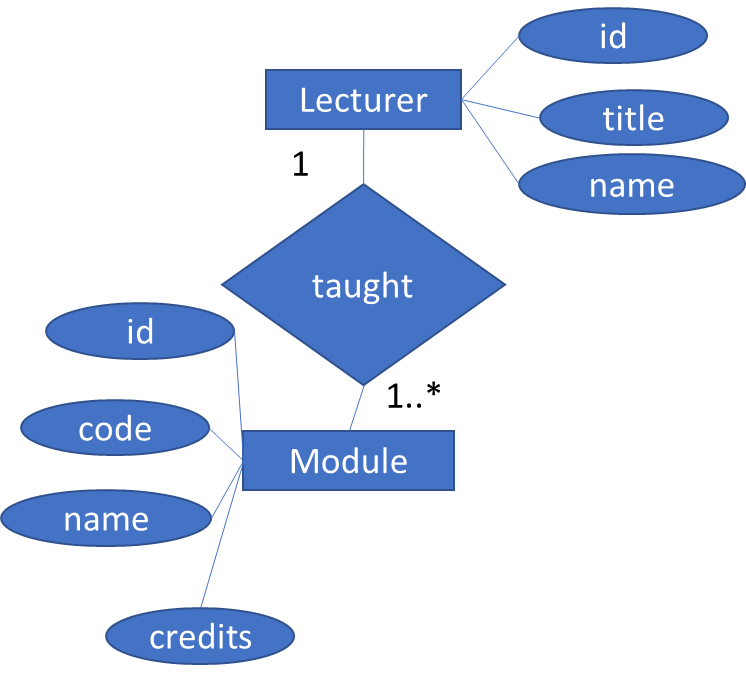 id
Lecturer
title
1
name
taught
id
1..*
code
Module
name
credits